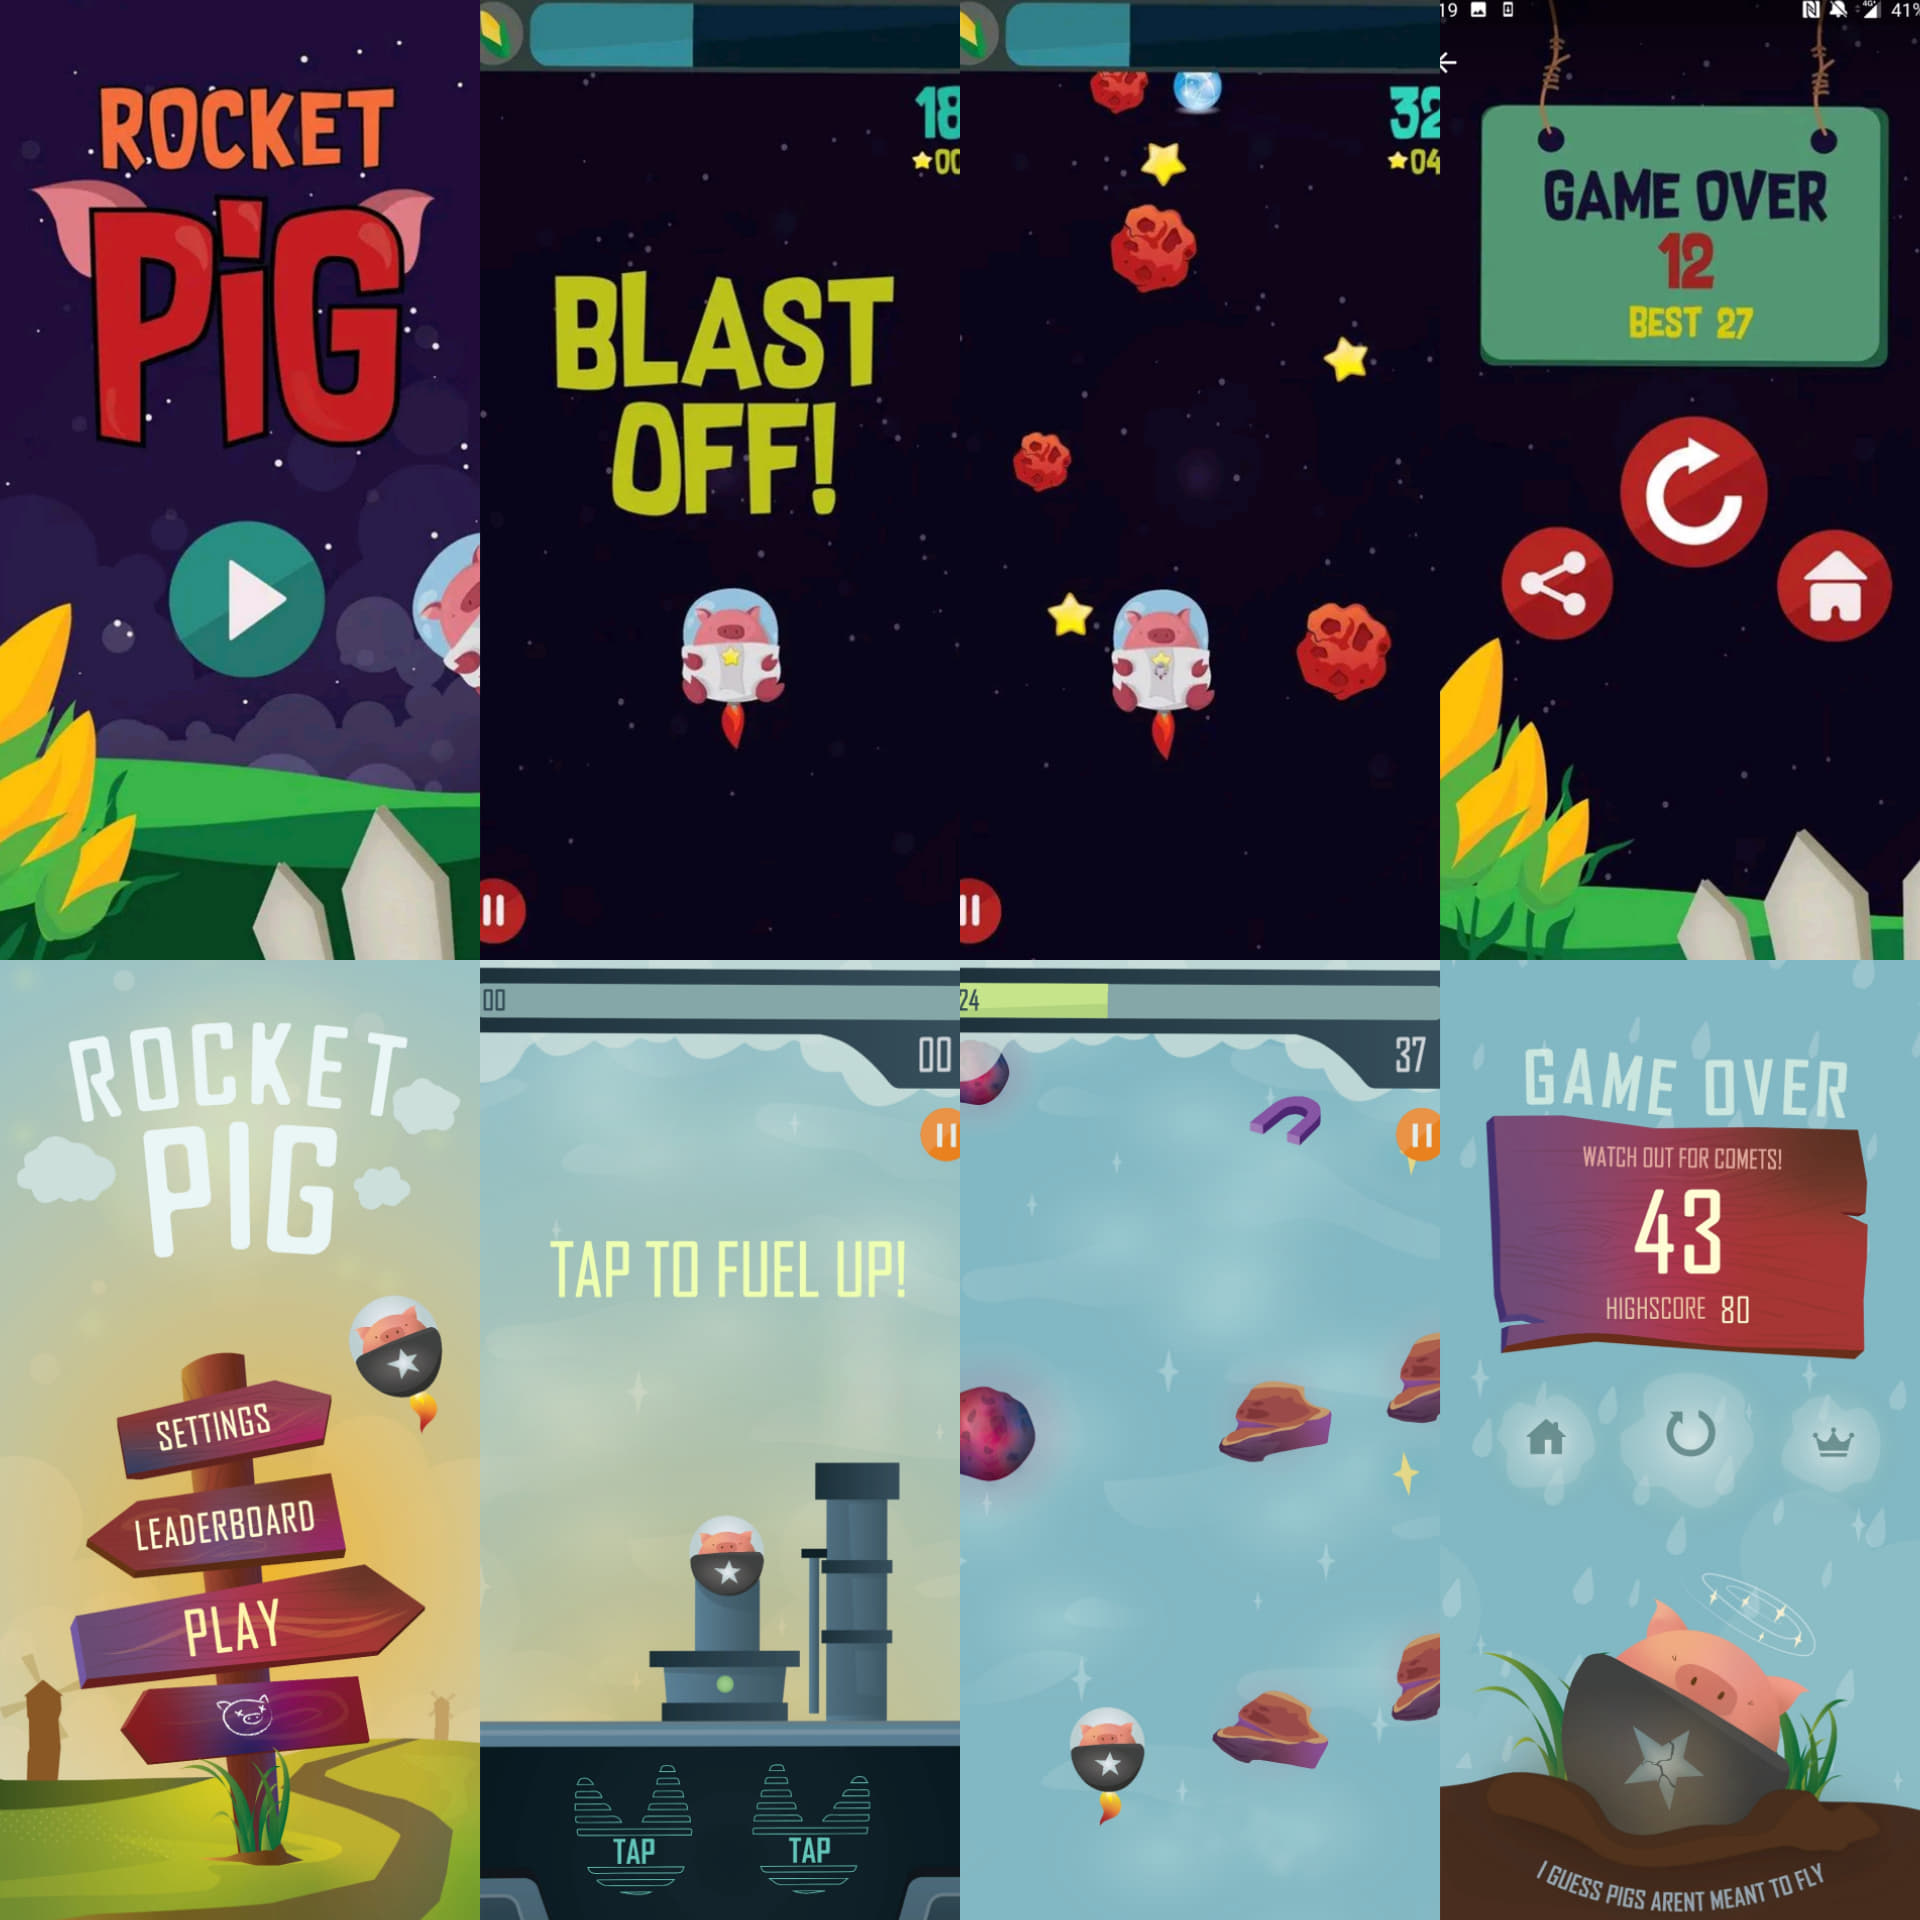 ROCKET
PIG
18
00
BLAST
OFF!
32
04
19
4G
41%
GAME OVER
12
BEST 27
ROCKET
PIG
SETTINGS
LEADERBOARD
PLAY
00
00
TAP TO FUEL UP!
TAP
TAP
24
37
GAME OVER
WATCH OUT FOR COMETS!
43
HIGHSCORE 80
I GUESS PIGS ARENT MEANT TO FLY